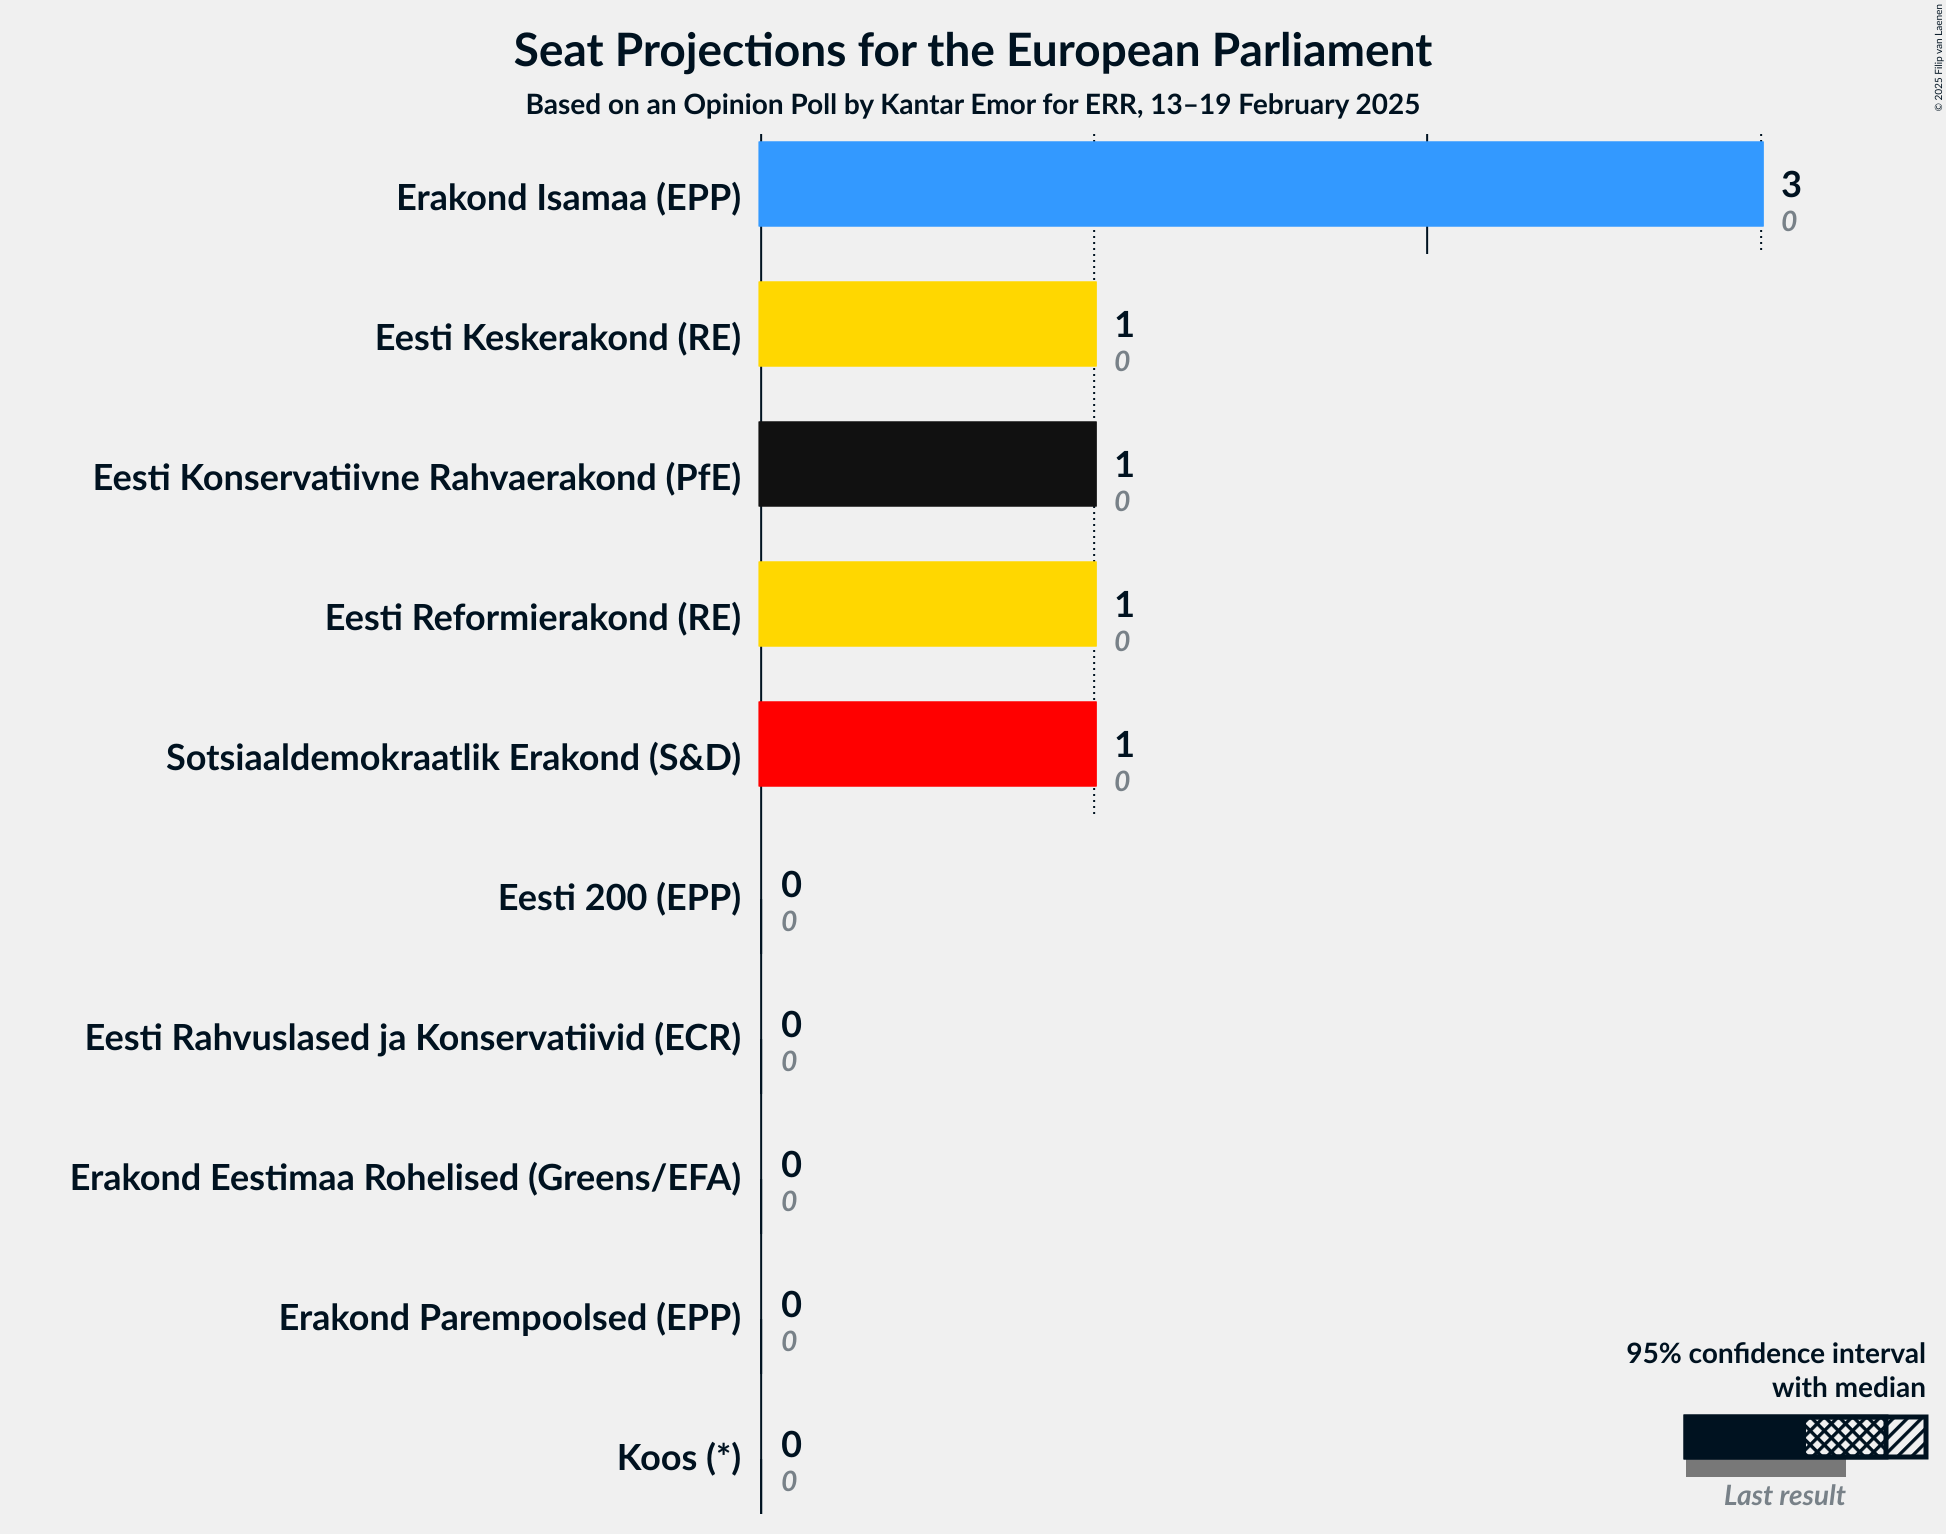 Seat Projections for the European Parliament
Based on an Opinion Poll by Kantar Emor for ERR, 13–19 February 2025
© 2025 Filip van Laenen
Erakond Isamaa (EPP)
3
0
Eesti Keskerakond (RE)
1
0
Eesti Konservatiivne Rahvaerakond (PfE)
1
0
Eesti Reformierakond (RE)
1
0
Sotsiaaldemokraatlik Erakond (S&D)
1
0
Eesti 200 (EPP)
0
0
Eesti Rahvuslased ja Konservatiivid (ECR)
0
0
Erakond Eestimaa Rohelised (Greens/EFA)
0
0
Erakond Parempoolsed (EPP)
0
0
Koos (*)
0
0
95% confidence interval
with median
Last result